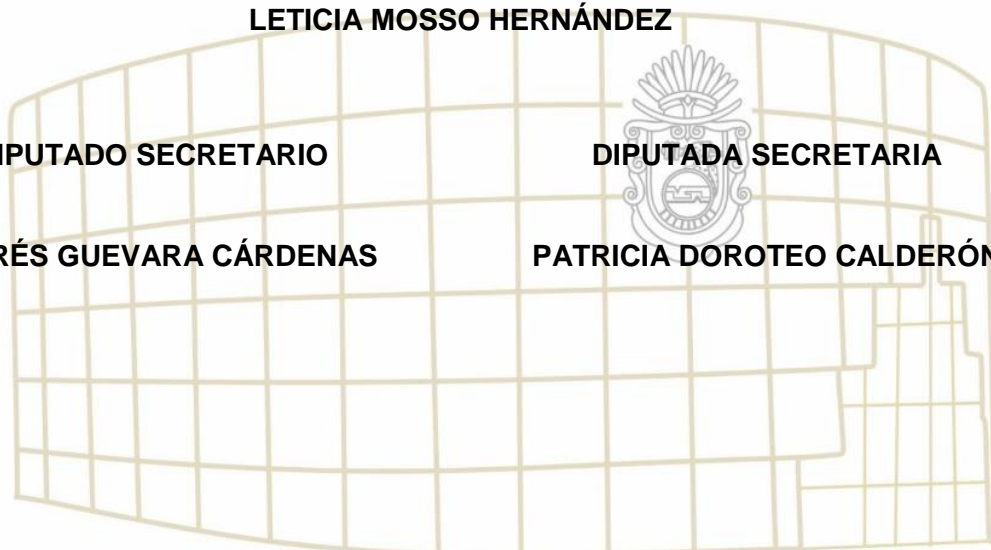 LETICIA MOSSO HERNÁNDEZ
IPUTADO SECRETARIO DIPUTADA SECRETARIA
RÉS GUEVARA CÁRDENAS PATRICIA DOROTEO CALDERÓN